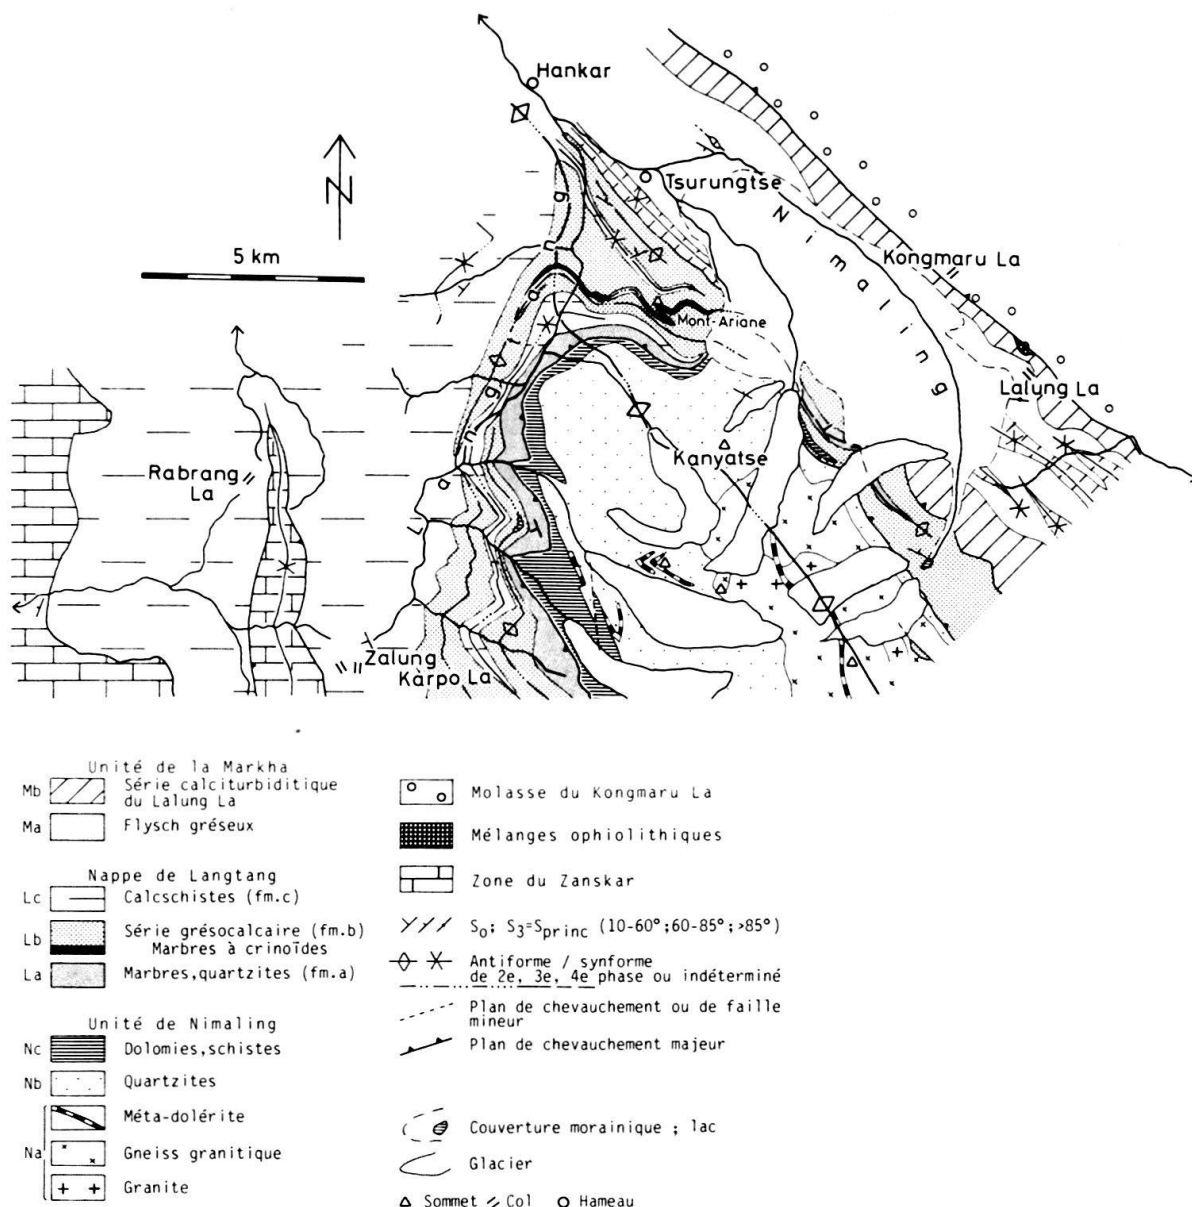 Hankar
N
Tsurungtse
Nimaling
5 km
Kongmaru La
Mont-Ariane
Langtang
Lalung La
Kanyatse
Rabrang
La
Zalung
Karpo La
Unité de la Markha
Mb Série calciturbiditique
du Lalung La
Ma Flysch gréseux
Nappe de Langtang
Lc Calcschistes (fm.c)
Lb Série grésocalcaire (fm.b)
Marbres à crinoïdes
La Marbres,quartzites (fm.a)
Unité de Nimaling
Nc Dolomies,schistes
Nb Quartzites
Méta-dolérite
Na Gneiss granitique
Granite
Molasse du Kongmaru La
Mélanges ophiolithiques
Zone du Zanskar
S₀; S₃=Sprinc (10-60°;60-85°;>85°)
Antiforme / synforme
de 2e, 3e, 4e phase ou indéterminé
Plan de chevauchement ou de faille
mineur
Plan de chevauchement majeur
Couverture morainique ; lac
Glacier
Sommet Col Hameau